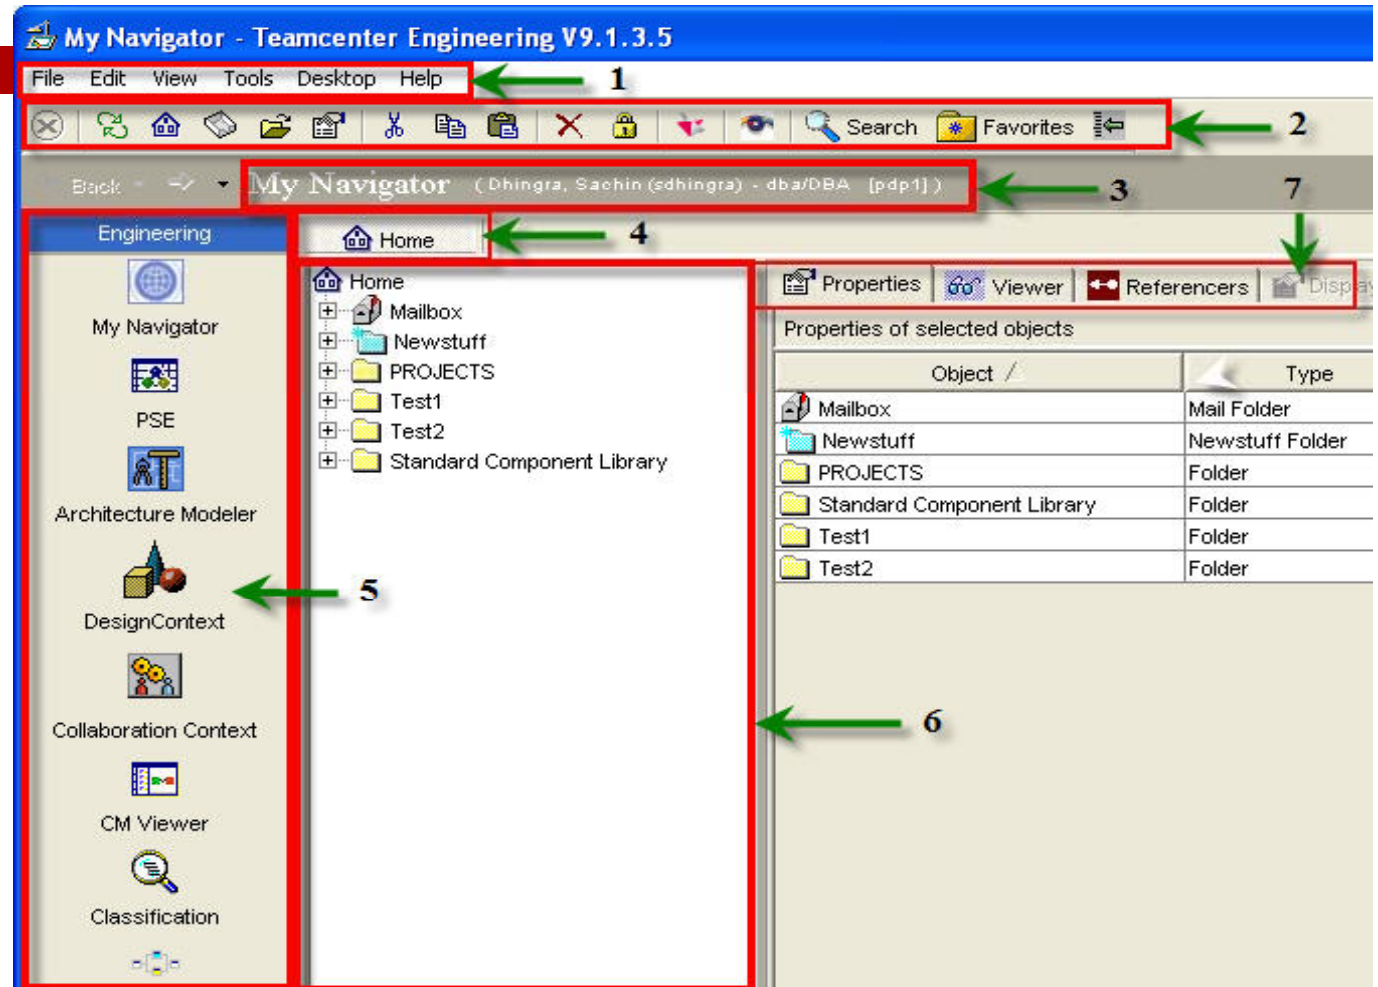 My Navigator - Teamcenter Engineering V9.1.3.5
File Edit View Tools Desktop Help 1
Search Favorites 2
Back My Navigator ( Dhingra, Sachin (sdhingra) - dba/DBA [pdp1] ) 3 7
Engineering
Home 4
Home
Mailbox
Newstuff
PROJECTS
Test1
Test2
Standard Component Library
My Navigator
PSE
Architecture Modeler
DesignContext
Collaboration Context
CM Viewer
Classification
5
6
Properties Viewer Referencers Display
Properties of selected objects
Object / Type
Mailbox Mail Folder
Newstuff Newstuff Folder
PROJECTS Folder
Standard Component Library Folder
Test1 Folder
Test2 Folder